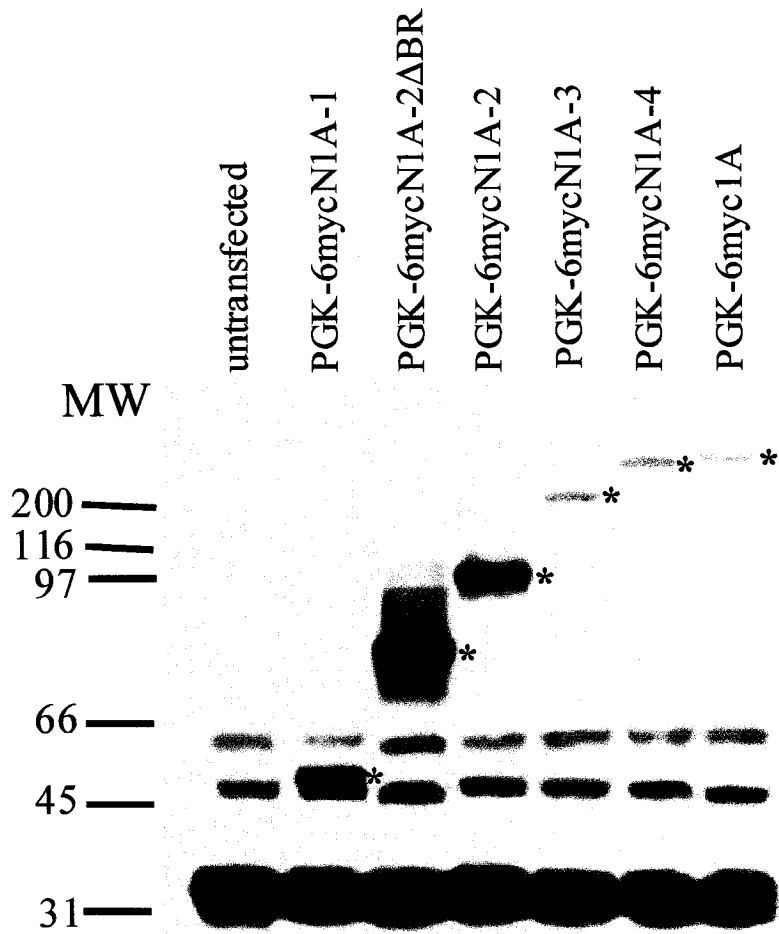 untransfected
PGK-6mycN1A-1
PGK-6mycN1A-2ΔBR
PGK-6mycN1A-2
PGK-6mycN1A-3
PGK-6mycN1A-4
PGK-6myc1A
MW
*
*
200
*
116
97
*
*
66
*
45
31